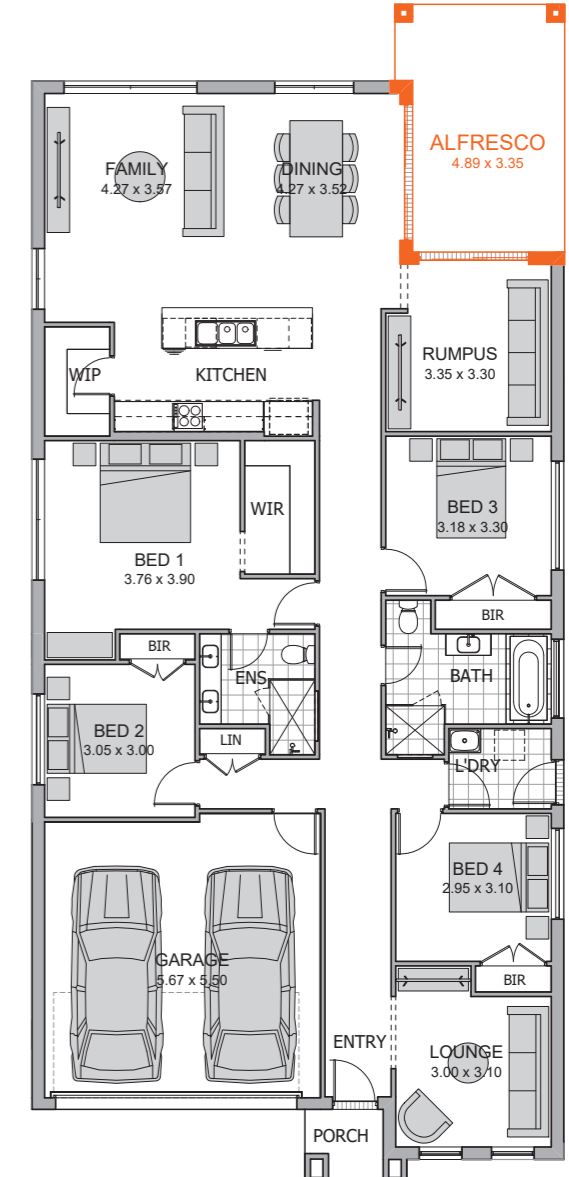 ALFRESCO
4.89 x 3.35
FAMILY
4.27 x 3.57
DINING
4.27 x 3.52
RUMPUS
3.35 x 3.30
WIP
KITCHEN
WIR
BED 3
3.18 x 3.30
BED 1
3.76 x 3.90
BIR
BIR
ENS
BATH
BED 2
3.05 x 3.00
LIN
L'DRY
BED 4
2.95 x 3.10
GARAGE
5.67 x 5.50
BIR
ENTRY
LOUNGE
3.00 x 3.10
PORCH